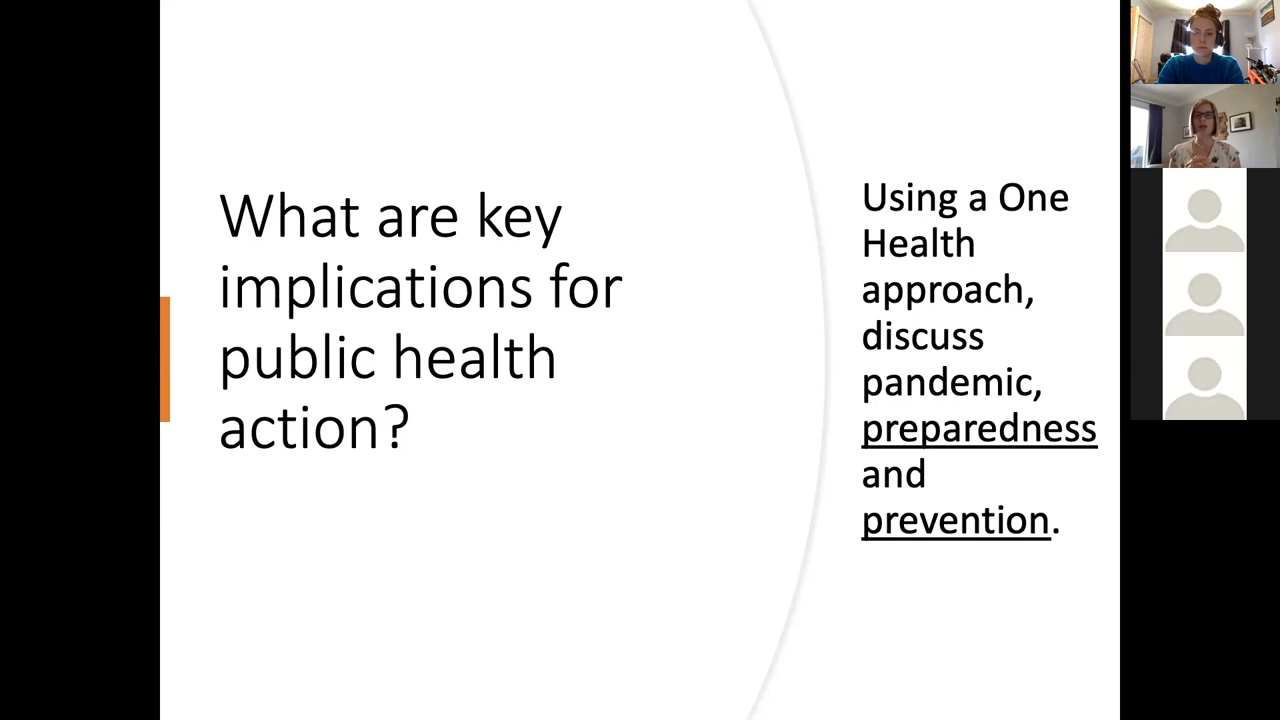 What are key
implications for
public health
action?
Using a One
Health
approach,
discuss
pandemic,
preparedness
and
prevention.